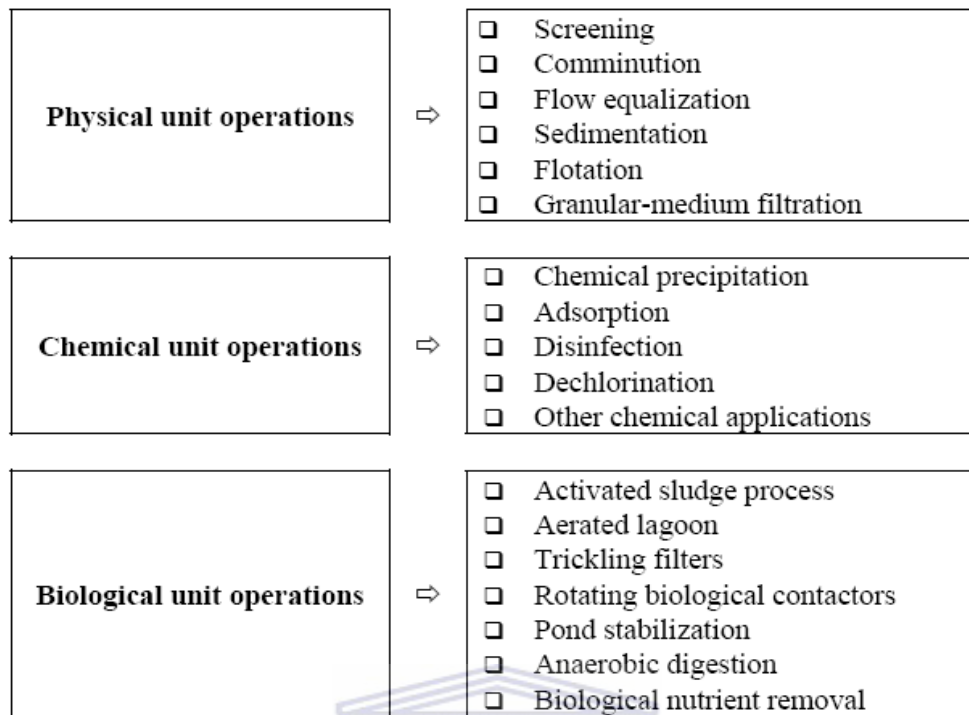 Physical unit operations
Screening
Comminution
Flow equalization
Sedimentation
Flotation
Granular-medium filtration
Chemical unit operations
Chemical precipitation
Adsorption
Disinfection
Dechlorination
Other chemical applications
Biological unit operations
Activated sludge process
Aerated lagoon
Trickling filters
Rotating biological contactors
Pond stabilization
Anaerobic digestion
Biological nutrient removal